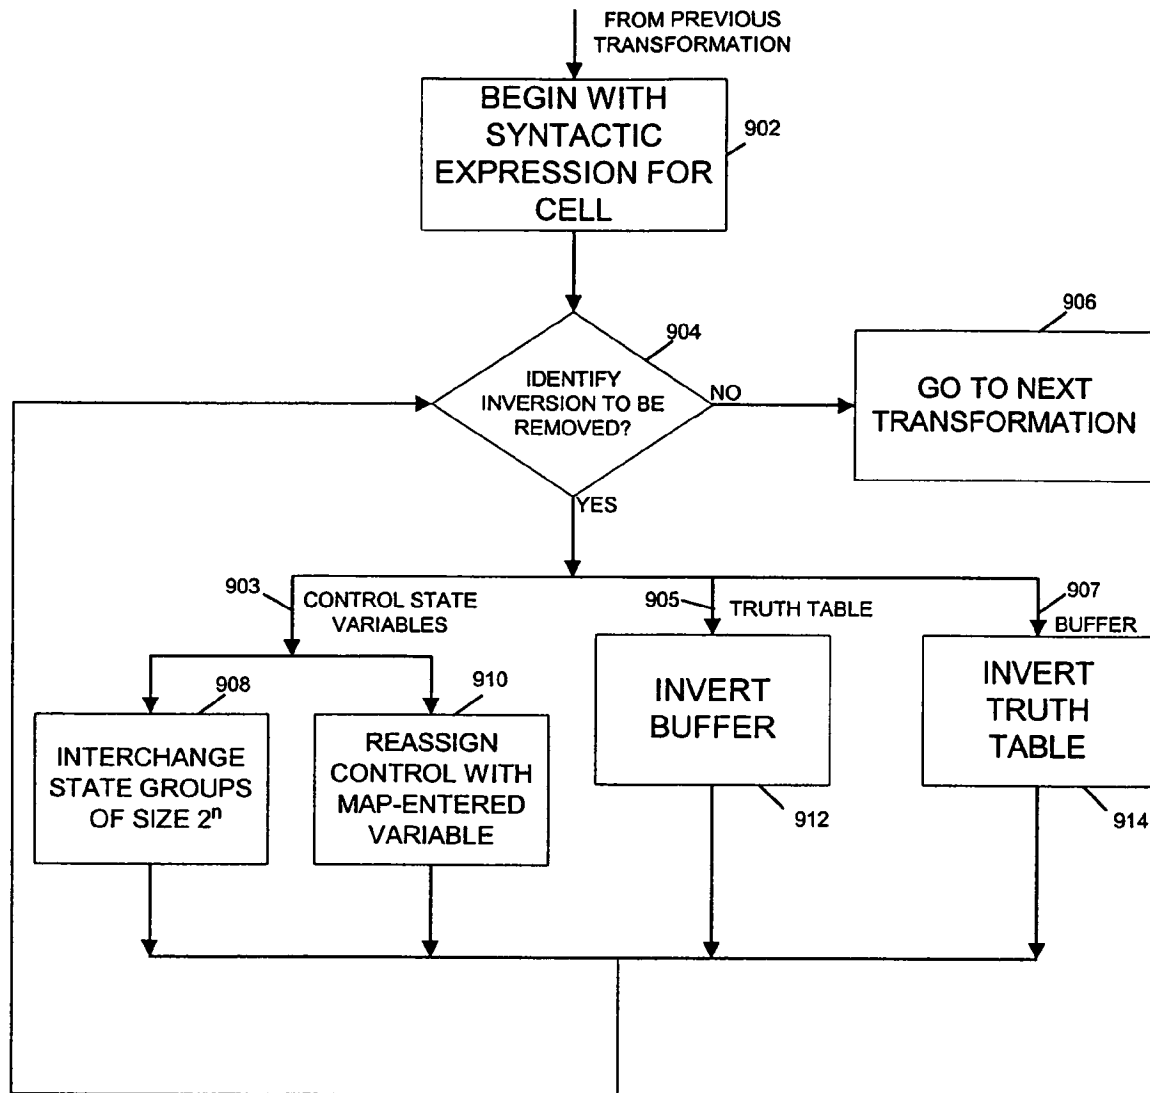 FROM PREVIOUS
TRANSFORMATION
BEGIN WITH
SYNTACTIC
EXPRESSION FOR
CELL
902
904
IDENTIFY
INVERSION TO BE
REMOVED?
NO
906
GO TO NEXT
TRANSFORMATION
YES
903
CONTROL STATE
VARIABLES
905
TRUTH TABLE
907
BUFFER
908
INTERCHANGE
STATE GROUPS
OF SIZE 2ⁿ
910
REASSIGN
CONTROL WITH
MAP-ENTERED
VARIABLE
INVERT
BUFFER
912
INVERT
TRUTH
TABLE
914